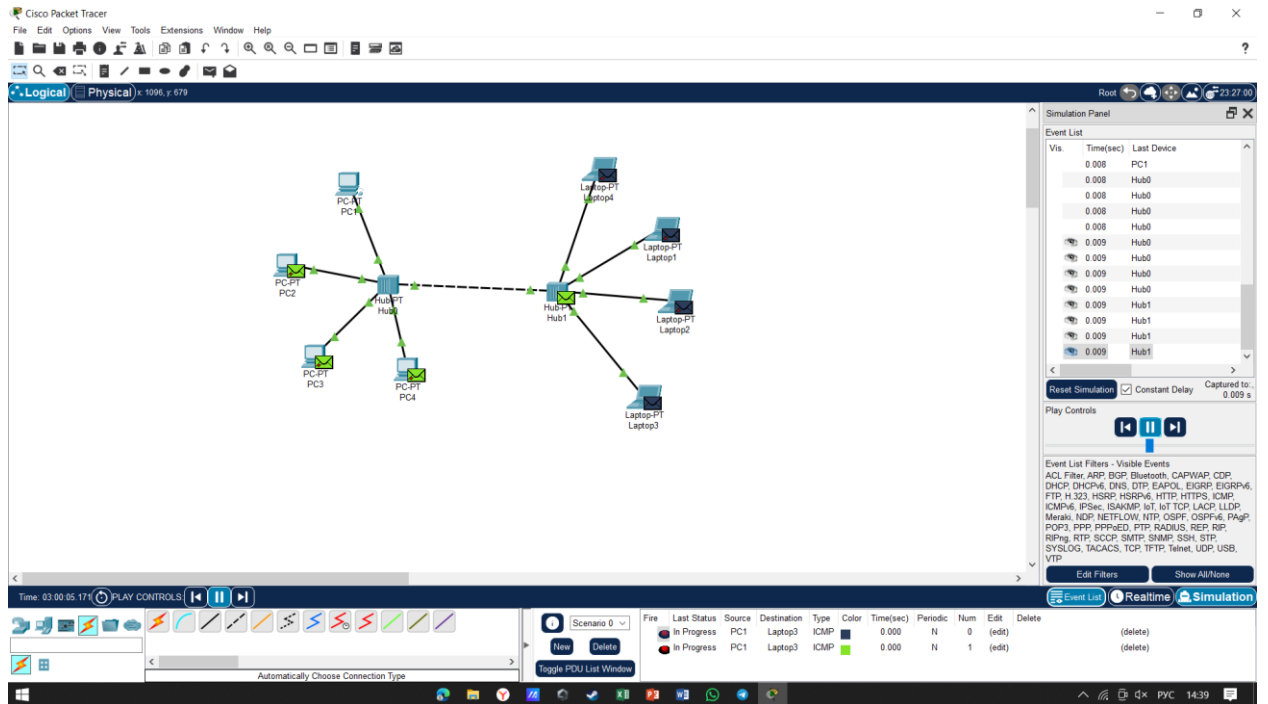 Cisco Packet Tracer
File Edit Options View Tools Extensions Window Help
?
Logical Physical x: 1096, y: 679 Root 23:27:00
Simulation Panel
Event List
Vis. Time(sec) Last Device
0.008 PC1
0.008 Hub0
0.008 Hub0
0.008 Hub0
0.008 Hub0
0.009 Hub0
0.009 Hub0
0.009 Hub0
0.009 Hub0
0.009 Hub1
0.009 Hub1
0.009 Hub1
0.009 Hub1
Reset Simulation Constant Delay Captured to:
0.009 s
Play Controls
Event List Filters - Visible Events
ACL Filter, ARP, BGP, Bluetooth, CAPWAP, CDP,
DHCP, DHCPv6, DNS, DTP, EAPOL, EIGRP, EIGRPv6,
FTP, H.323, HSRP, HSRPv6, HTTP, HTTPS, ICMP,
ICMPv6, IPSec, ISAKMP, IoT, IoT TCP, LACP, LLDP,
Meraki, NDP, NETFLOW, NTP, OSPF, OSPFv6, PAgP,
POP3, PPP, PPPoED, PTP, RADIUS, REP, RIP,
RIPng, RTP, SCCP, SMTP, SNMP, SSH, STP,
SYSLOG, TACACS, TCP, TFTP, Telnet, UDP, USB,
VTP
Edit Filters Show All/None
Event List Realtime Simulation
PC-PT
PC1
PC-PT
PC2
PC-PT
PC3
PC-PT
PC4
Hub-PT
Laptop-PT
Laptop4
Laptop-PT
Laptop1
Laptop-PT
Laptop2
Laptop-PT
Laptop3
Hub1
Time: 03:00:05.171 PLAY CONTROLS:
Automatically Choose Connection Type
Scenario 0
New Delete
Toggle PDU List Window
Fire Last Status Source Destination Type Color Time(sec) Periodic Num Edit Delete
In Progress PC1 Laptop3 ICMP 0.000 N 0 (edit) (delete)
In Progress PC1 Laptop3 ICMP 0.000 N 1 (edit) (delete)
РУС 14:39